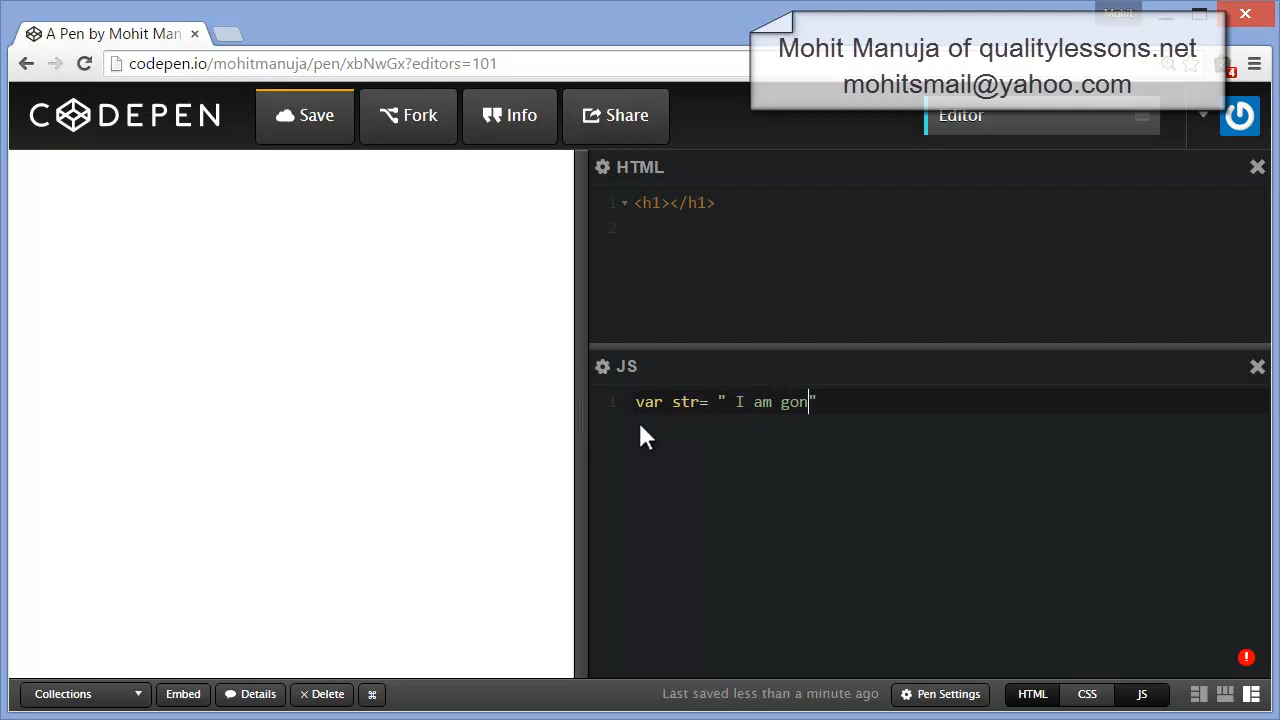 Mohit
A Pen by Mohit Man
Mohit Manuja of qualitylessons.net
mohitsmail@yahoo.com
codepen.io/mohitmanuja/pen/xbNwGx?editors=101
4
CODEPEN Save Fork Info Share Editor
HTML
1 <h1></h1>
2
JS
1 var str= " I am gon"
Collections Embed Details Delete Last saved less than a minute ago Pen Settings HTML CSS JS